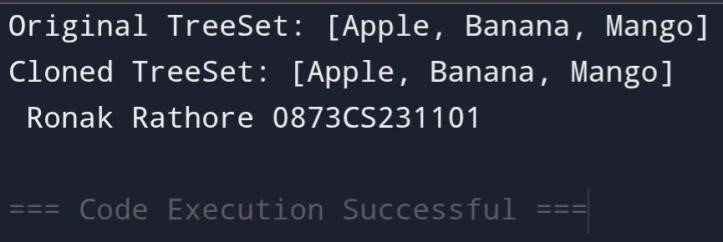 Original TreeSet: [Apple, Banana, Mango]
Cloned TreeSet: [Apple, Banana, Mango]
Ronak Rathore 0873CS231101
=== Code Execution Successful ===